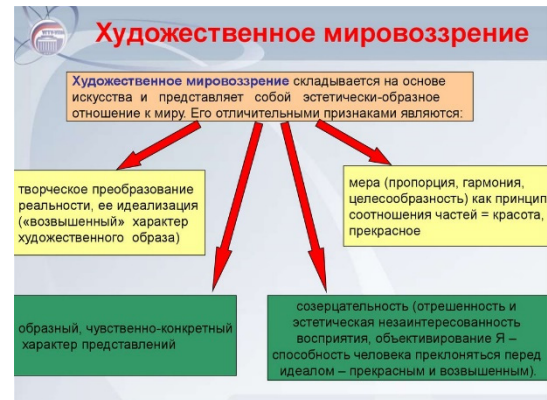 Художественное мировоззрение
Художественное мировоззрение складывается на основе
искусства и представляет собой эстетически-образное
отношение к миру. Его отличительными признаками являются:
творческое преобразование
реальности, ее идеализация
(«возвышенный» характер
художественного образа)
мера (пропорция, гармония,
целесообразность) как принцип
соотношения частей = красота,
прекрасное
образный, чувственно-конкретный
характер представлений
созерцательность (отрешенность и
эстетическая незаинтересованность
восприятия, объективирование Я –
способность человека преклоняться перед
идеалом – прекрасным и возвышенным).